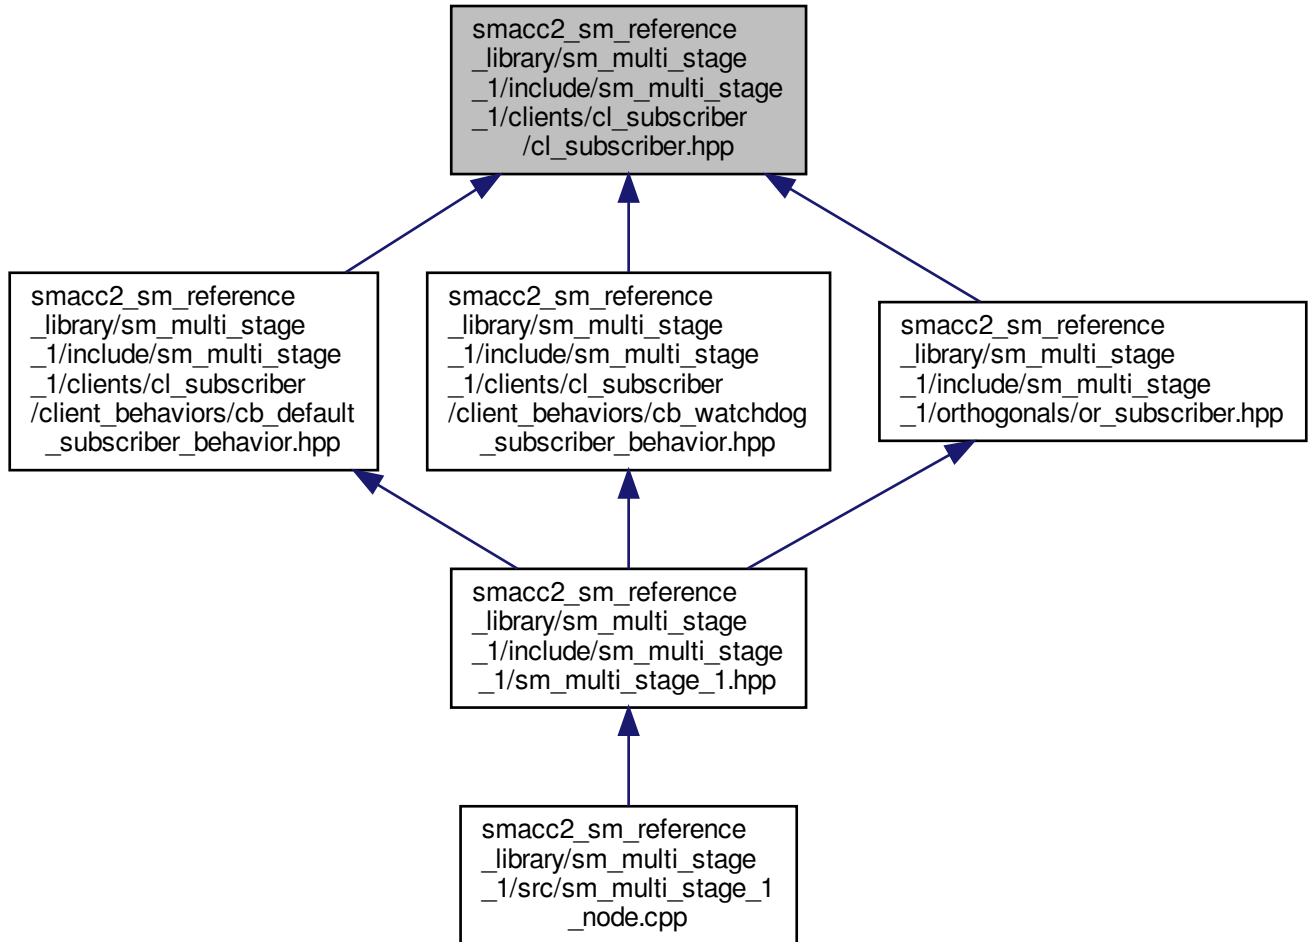 smacc2_sm_reference
_library/sm_multi_stage
_1/include/sm_multi_stage
_1/clients/cl_subscriber
/cl_subscriber.hpp
smacc2_sm_reference
_library/sm_multi_stage
_1/include/sm_multi_stage
_1/clients/cl_subscriber
/client_behaviors/cb_default
_subscriber_behavior.hpp
smacc2_sm_reference
_library/sm_multi_stage
_1/include/sm_multi_stage
_1/clients/cl_subscriber
/client_behaviors/cb_watchdog
_subscriber_behavior.hpp
smacc2_sm_reference
_library/sm_multi_stage
_1/include/sm_multi_stage
_1/orthogonals/or_subscriber.hpp
smacc2_sm_reference
_library/sm_multi_stage
_1/include/sm_multi_stage
_1/sm_multi_stage_1.hpp
smacc2_sm_reference
_library/sm_multi_stage
_1/src/sm_multi_stage_1
_node.cpp